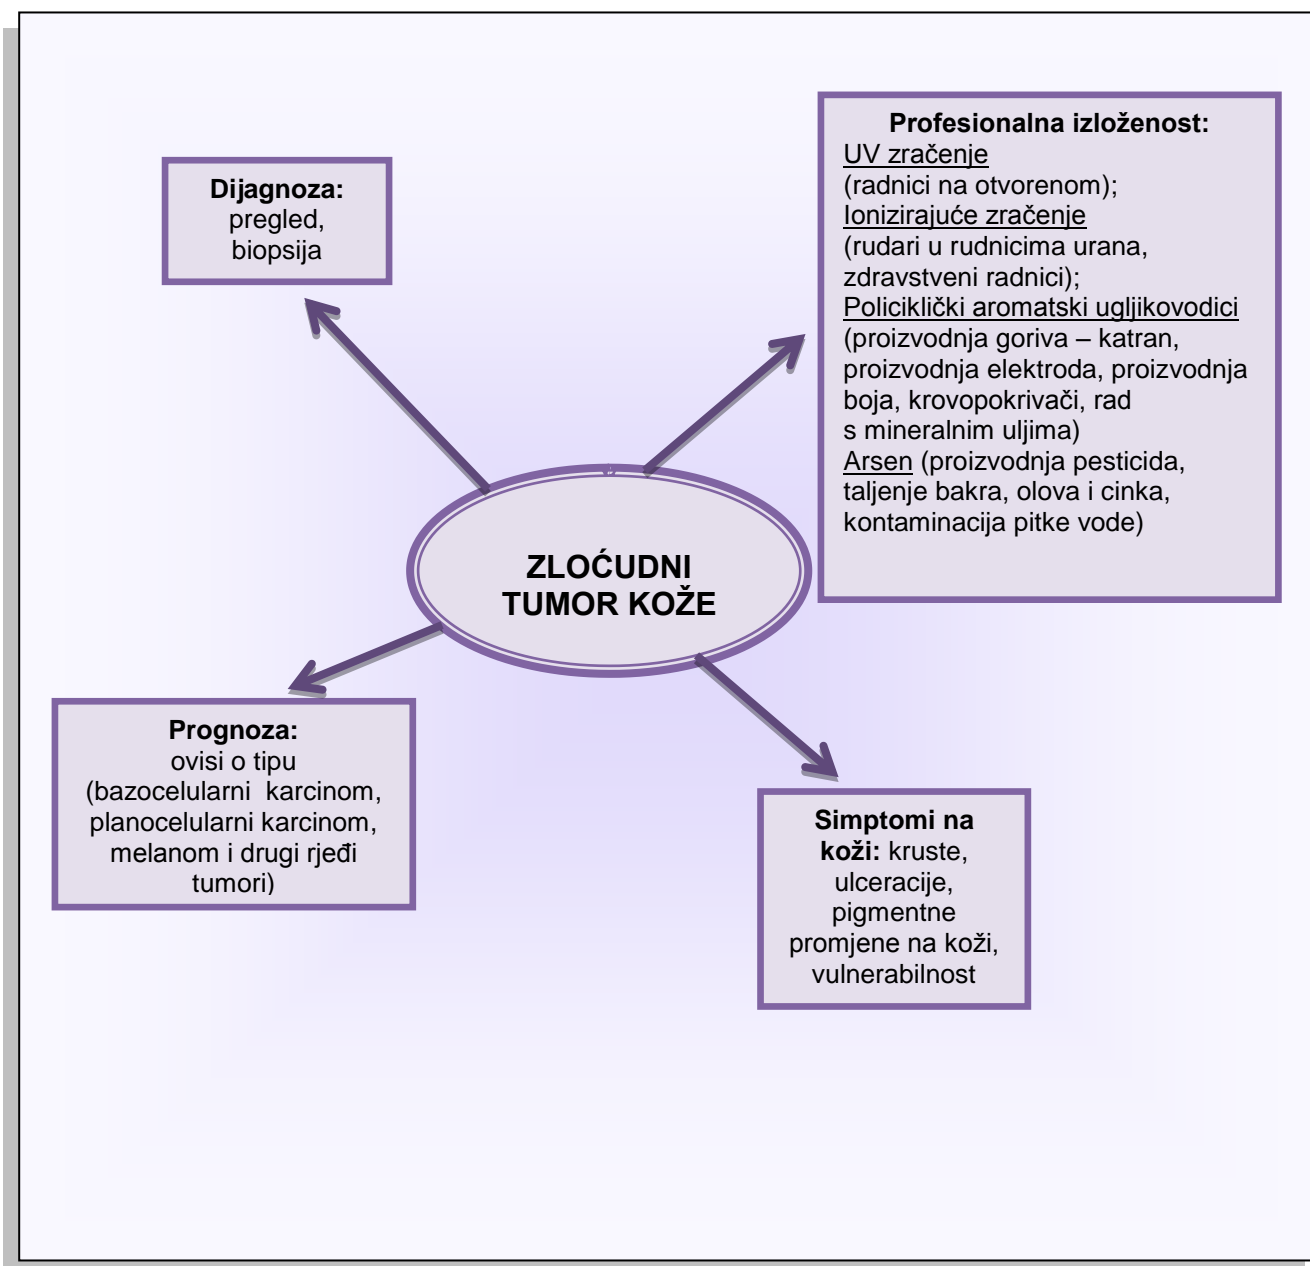 Dijagnoza:
pregled,
biopsija
Profesionalna izloženost:
UV zračenje
(radnici na otvorenom);
Ionizirajuće zračenje
(rudari u rudnicima urana,
zdravstveni radnici);
Policiklički aromatski ugljikovodici
(proizvodnja goriva – katran,
proizvodnja elektroda, proizvodnja
boja, krovopokrivači, rad
s mineralnim uljima)
Arsen (proizvodnja pesticida,
taljenje bakra, olova i cinka,
kontaminacija pitke vode)
ZLOĆUDNI
TUMOR KOŽE
Prognoza:
ovisi o tipu
(bazocelularni karcinom,
planocelularni karcinom,
melanom i drugi rjeđi
tumori)
Simptomi na
koži: kruste,
ulceracije,
pigmentne
promjene na koži,
vulnerabilnost